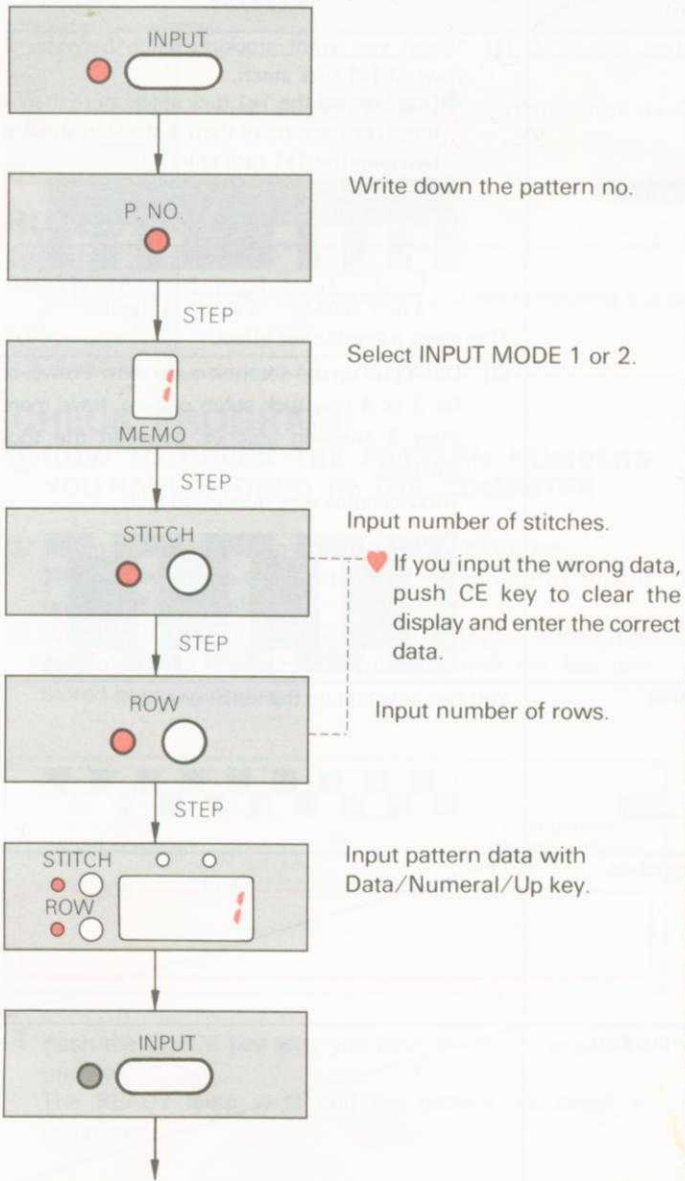 INPUT
P. NO.
Write down the pattern no.
STEP
1
MEMO
Select INPUT MODE 1 or 2.
STEP
STITCH
Input number of stitches.
If you input the wrong data,
push CE key to clear the
display and enter the correct
data.
STEP
ROW
Input number of rows.
STEP
STITCH
ROW
1
Input pattern data with
Data/Numeral/Up key.
INPUT